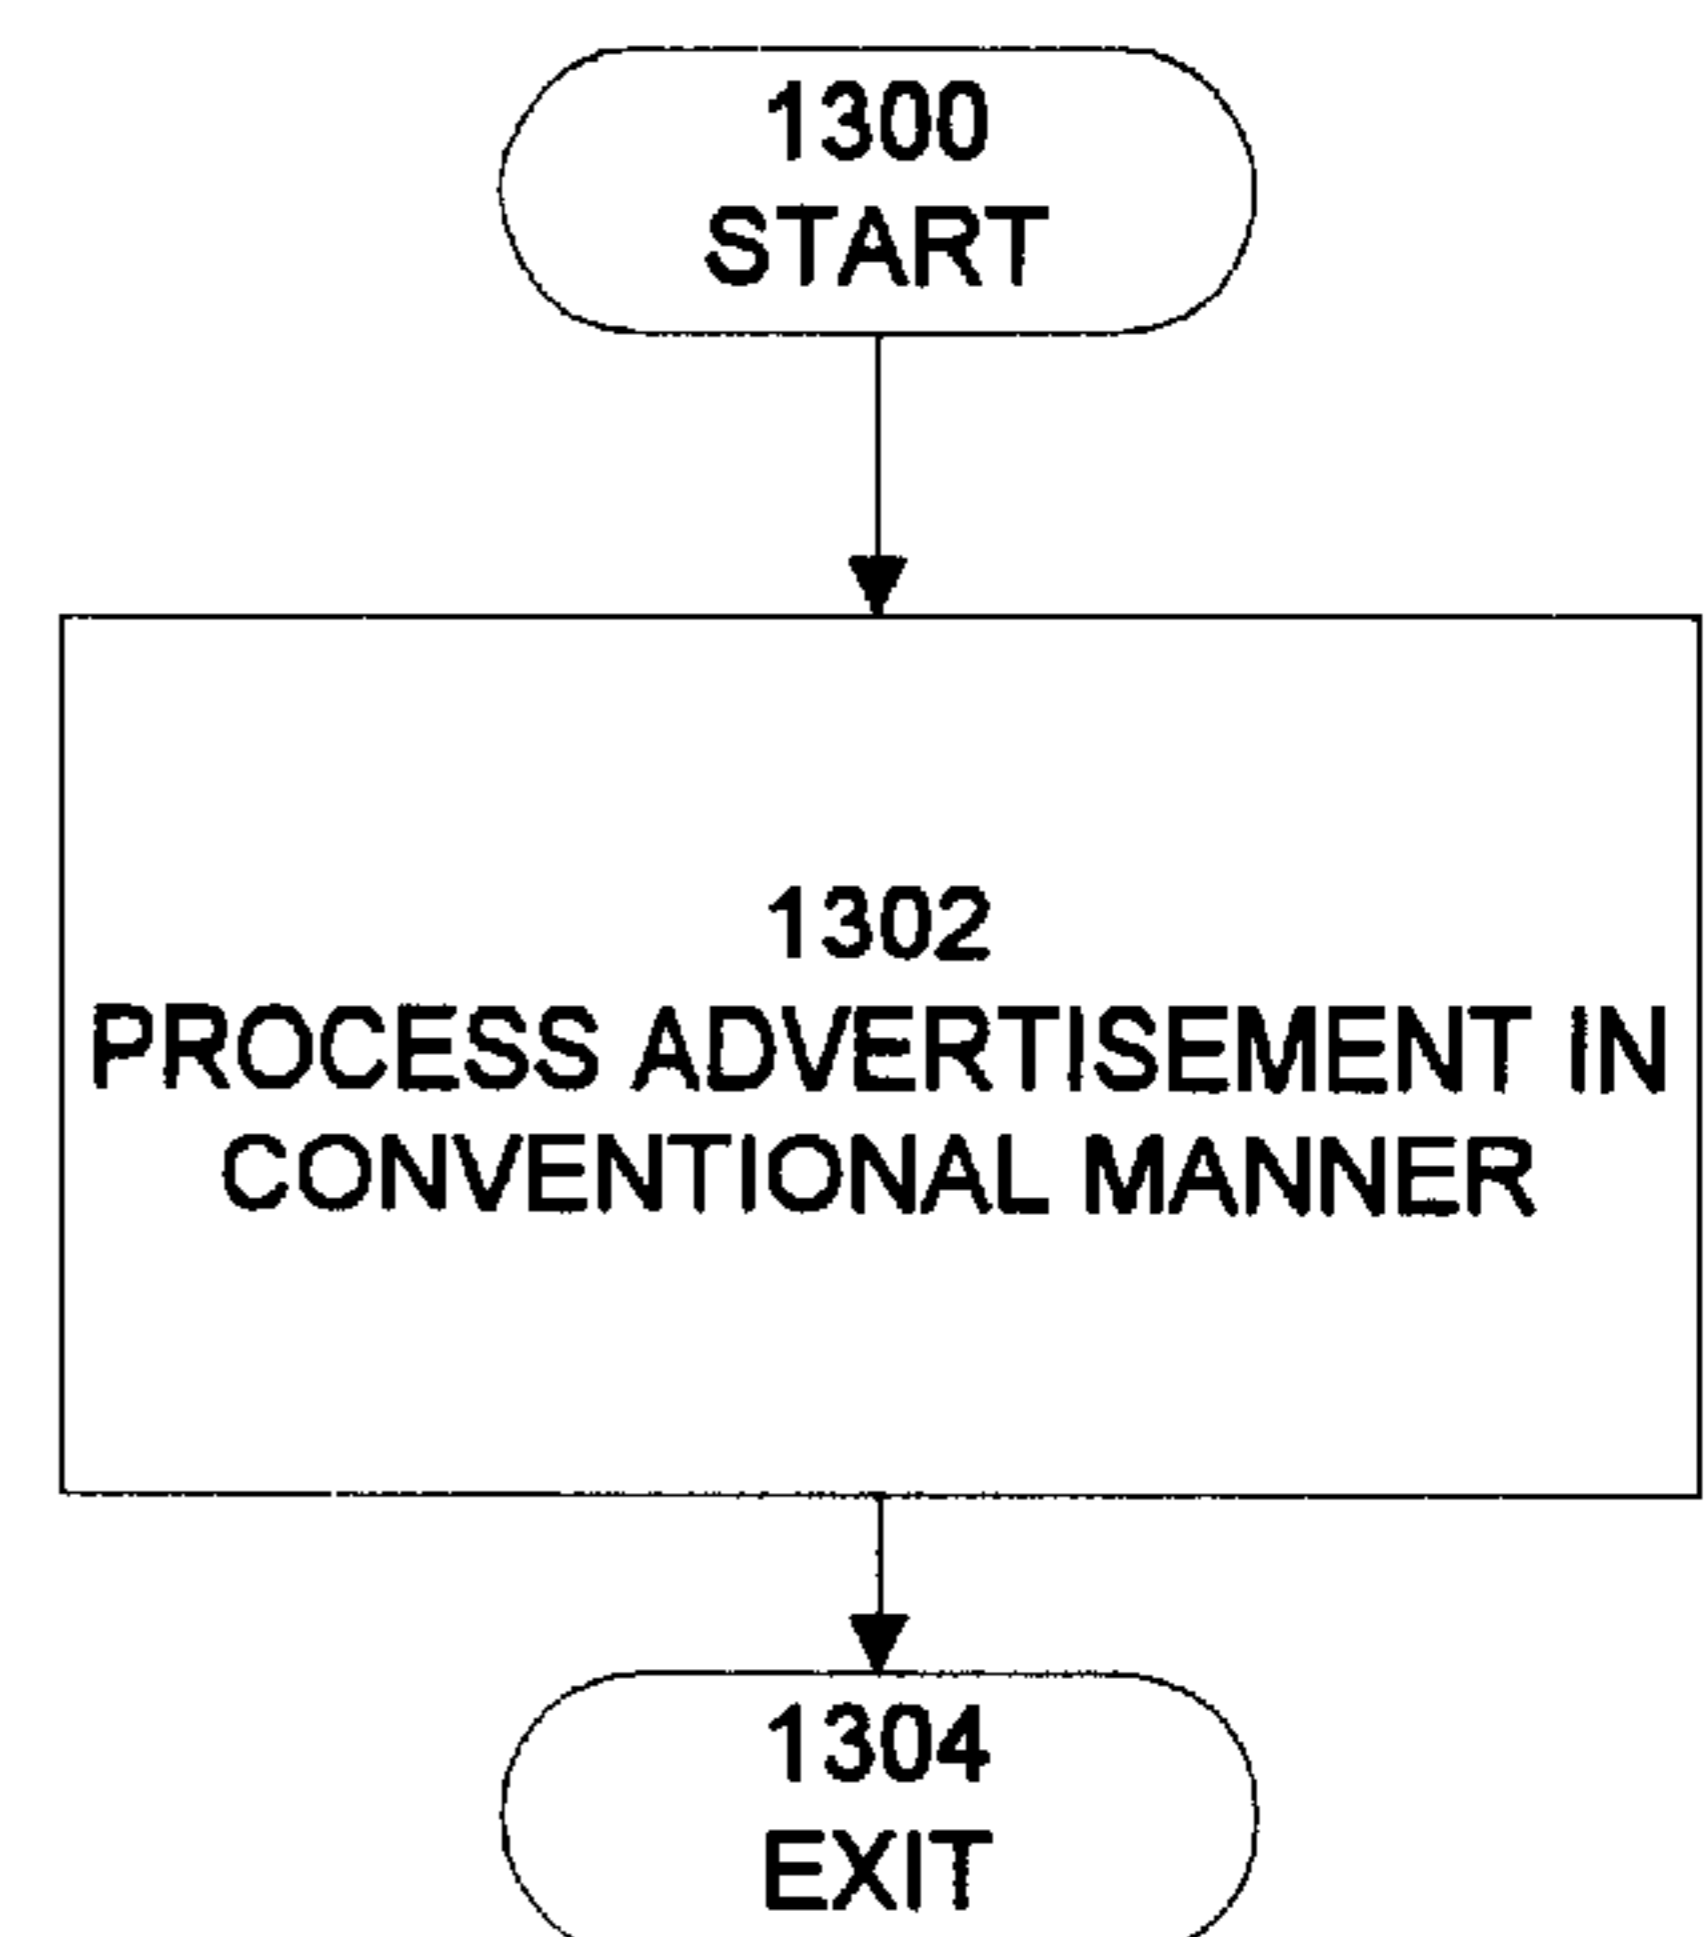 1300
START
1302
PROCESS ADVERTISEMENT IN
CONVENTIONAL MANNER
1304
EXIT